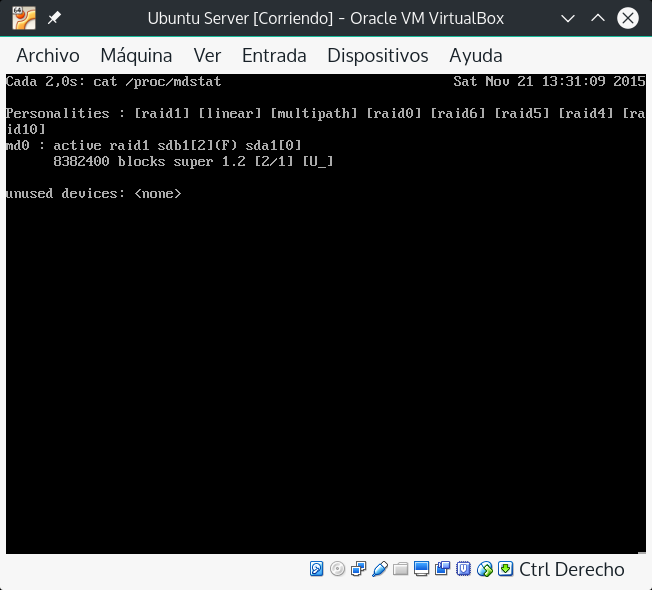 Ubuntu Server [Corriendo] - Oracle VM VirtualBox
Archivo Máquina Ver Entrada Dispositivos Ayuda
Cada 2,0s: cat /proc/mdstat Sat Nov 21 13:31:09 2015
Personalities : [raid1] [linear] [multipath] [raid0] [raid6] [raid5] [raid4] [ra
id10]
md0 : active raid1 sdb1[2](F) sda1[0]
8382400 blocks super 1.2 [2/1] [U_]
unused devices: <none>
Ctrl Derecho